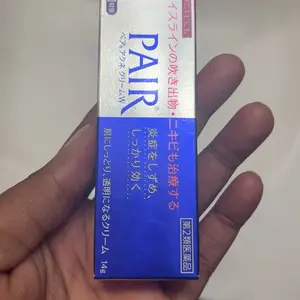 イスラインの吹き出物・ニキビも治療する
PAIR
ペアアクネクリームW
炎症をしずめ、
しっかり効く
肌にしっとり、透明になるクリーム
14g
第2類医薬品